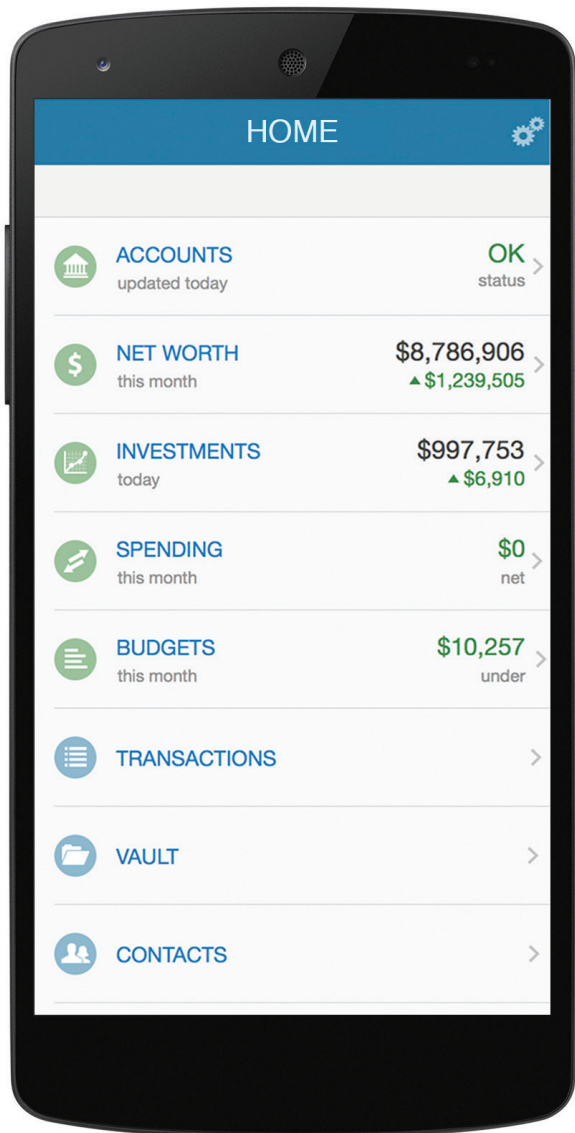 HOME
ACCOUNTS
updated today
OK
status
NET WORTH
this month
$8,786,906
▲ $1,239,505
INVESTMENTS
today
$997,753
▲ $6,910
SPENDING
this month
$0
net
BUDGETS
this month
$10,257
under
TRANSACTIONS
VAULT
CONTACTS